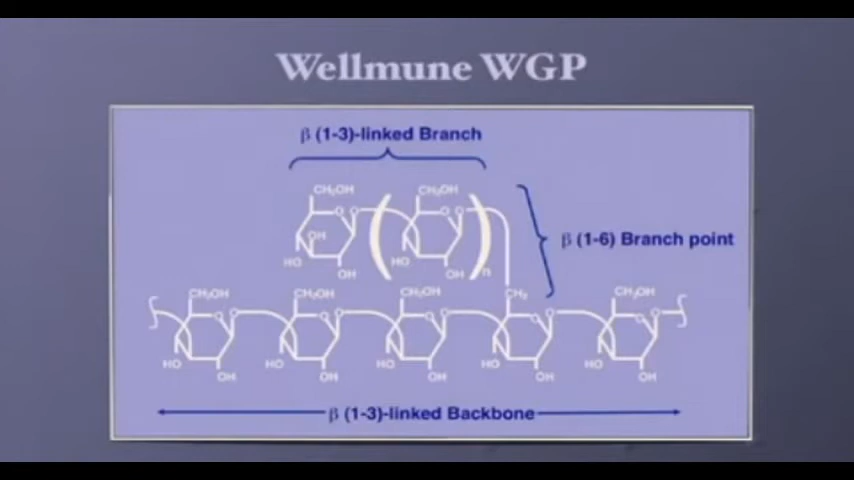 Wellmune WGP
β (1-3)-linked Branch
CH₂OH CH₂OH
OH O O O O
β (1-6) Branch point
HO OH HO OH n
CH₂OH CH₂OH CH₂OH CH₂ CH₂OH
O O O O O O O O O O
HO OH HO OH HO OH HO OH HO OH
β (1-3)-linked Backbone